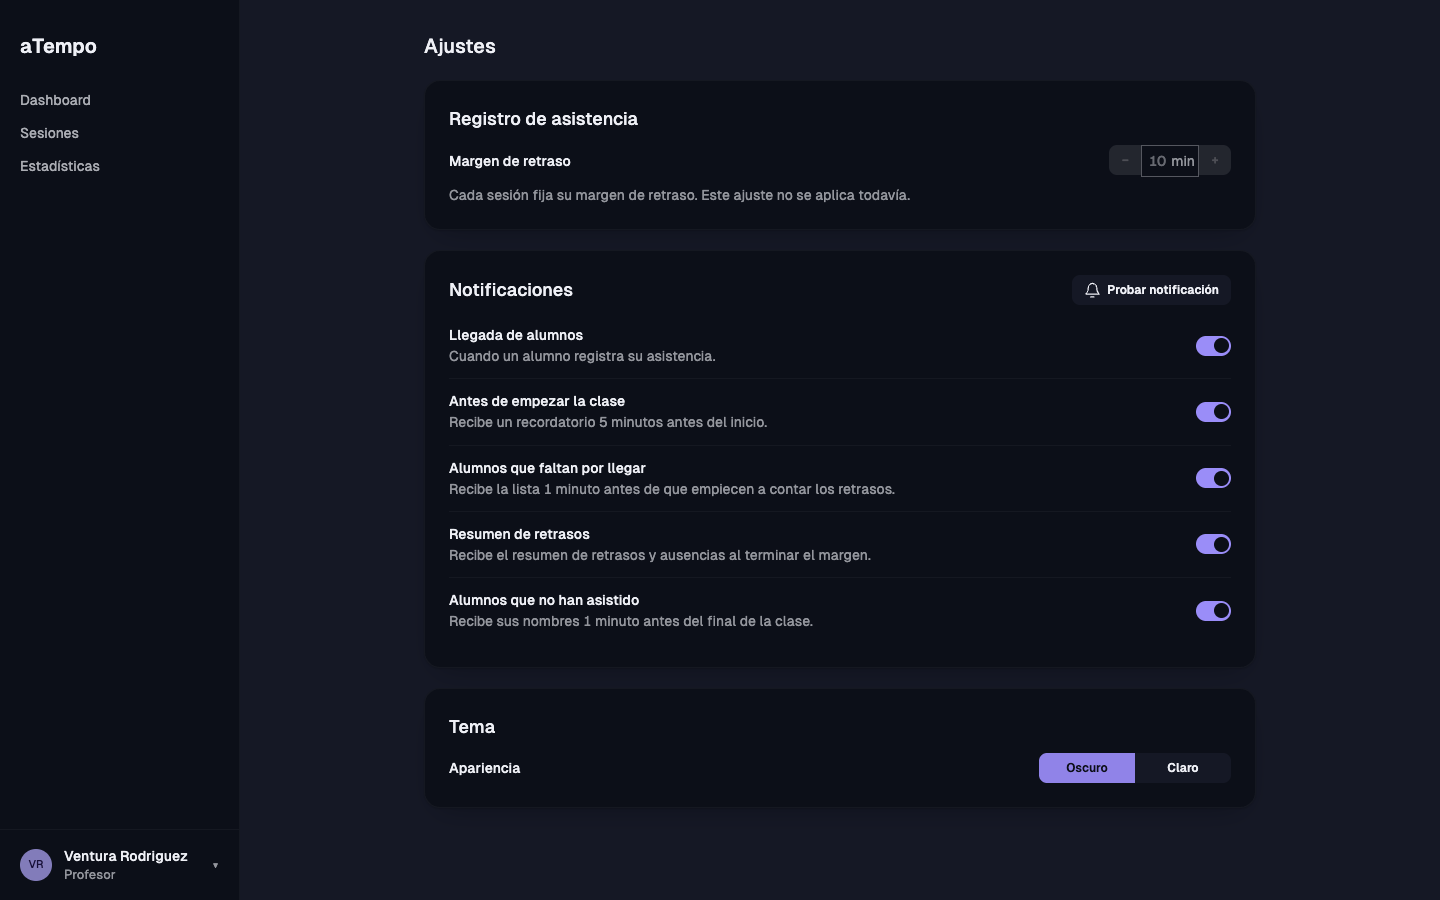 aTempo
Dashboard
Sesiones
Estadísticas
Ventura Rodriguez
VR
Profesor
▾
Ajustes
Registro de asistencia
Margen de retraso
− 10 min +
Cada sesión fija su margen de retraso. Este ajuste no se aplica todavía.
Notificaciones
Probar notificación
Llegada de alumnos
Cuando un alumno registra su asistencia.
Antes de empezar la clase
Recibe un recordatorio 5 minutos antes del inicio.
Alumnos que faltan por llegar
Recibe la lista 1 minuto antes de que empiecen a contar los retrasos.
Resumen de retrasos
Recibe el resumen de retrasos y ausencias al terminar el margen.
Alumnos que no han asistido
Recibe sus nombres 1 minuto antes del final de la clase.
Tema
Apariencia
Oscuro
Claro